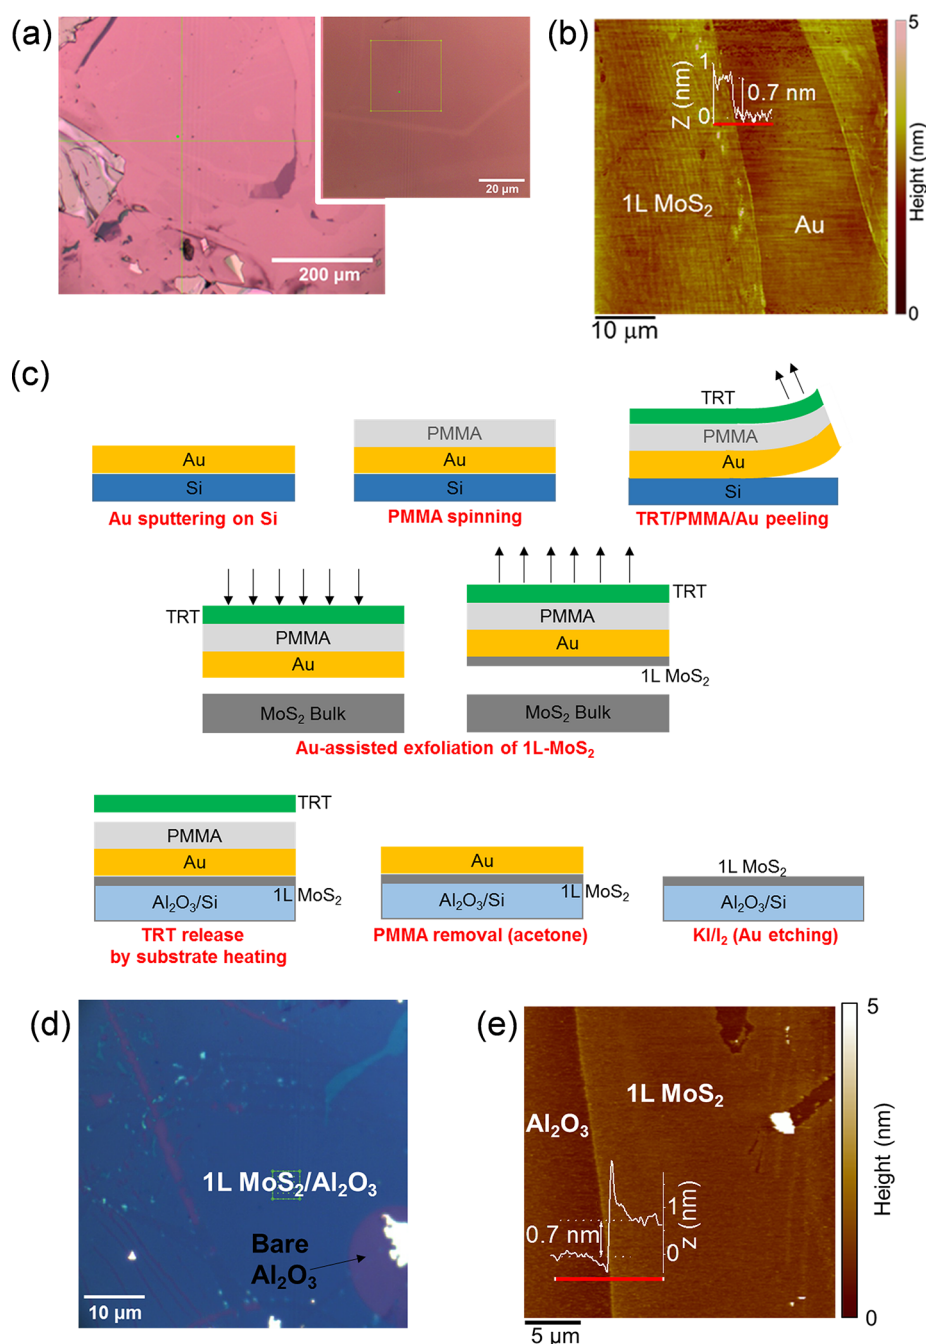 (a)
200 µm
20 µm
(b)
Z (nm)
1
0
0.7 nm
1L MoS₂
Au
10 µm
5
Height (nm)
0
(c)
Au
Si
Au sputtering on Si
PMMA
Au
Si
PMMA spinning
TRT
PMMA
Au
Si
TRT/PMMA/Au peeling
TRT
PMMA
Au
MoS₂ Bulk
TRT
PMMA
Au
1L MoS₂
MoS₂ Bulk
Au-assisted exfoliation of 1L-MoS₂
TRT
PMMA
Au
1L MoS₂
Al₂O₃/Si
TRT release
by substrate heating
Au
1L MoS₂
Al₂O₃/Si
PMMA removal (acetone)
1L MoS₂
Al₂O₃/Si
KI/I₂ (Au etching)
(d)
1L MoS₂/Al₂O₃
Bare
Al₂O₃
10 µm
(e)
1L MoS₂
Al₂O₃
0.7 nm
1
0
z (nm)
5 µm
5
Height (nm)
0